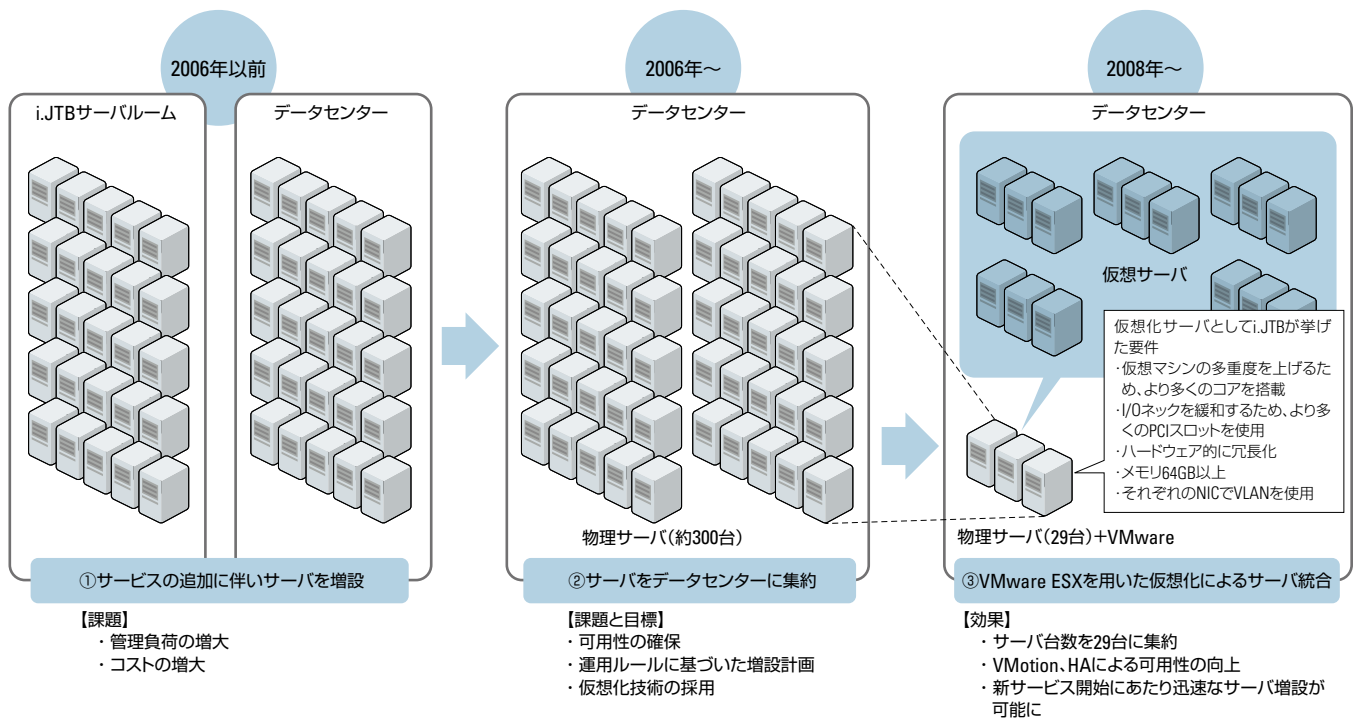 2006年以前
2006年～
2008年～
i.JTBサーバルーム
データセンター
データセンター
データセンター
仮想サーバ
仮想化サーバとしてi.JTBが挙げ
た要件
・仮想マシンの多重度を上げるた
め、より多くのコアを搭載
・I/Oネックを緩和するため、より多
くのPCIスロットを使用
・ハードウェア的に冗長化
・メモリ64GB以上
・それぞれのNICでVLANを使用
物理サーバ（約300台）
物理サーバ（29台）+VMware
①サービスの追加に伴いサーバを増設
②サーバをデータセンターに集約
③VMware ESXを用いた仮想化によるサーバ統合
【課題】
・管理負荷の増大
・コストの増大
【課題と目標】
・可用性の確保
・運用ルールに基づいた増設計画
・仮想化技術の採用
【効果】
・サーバ台数を29台に集約
・VMotion、HAによる可用性の向上
・新サービス開始にあたり迅速なサーバ増設が
可能に